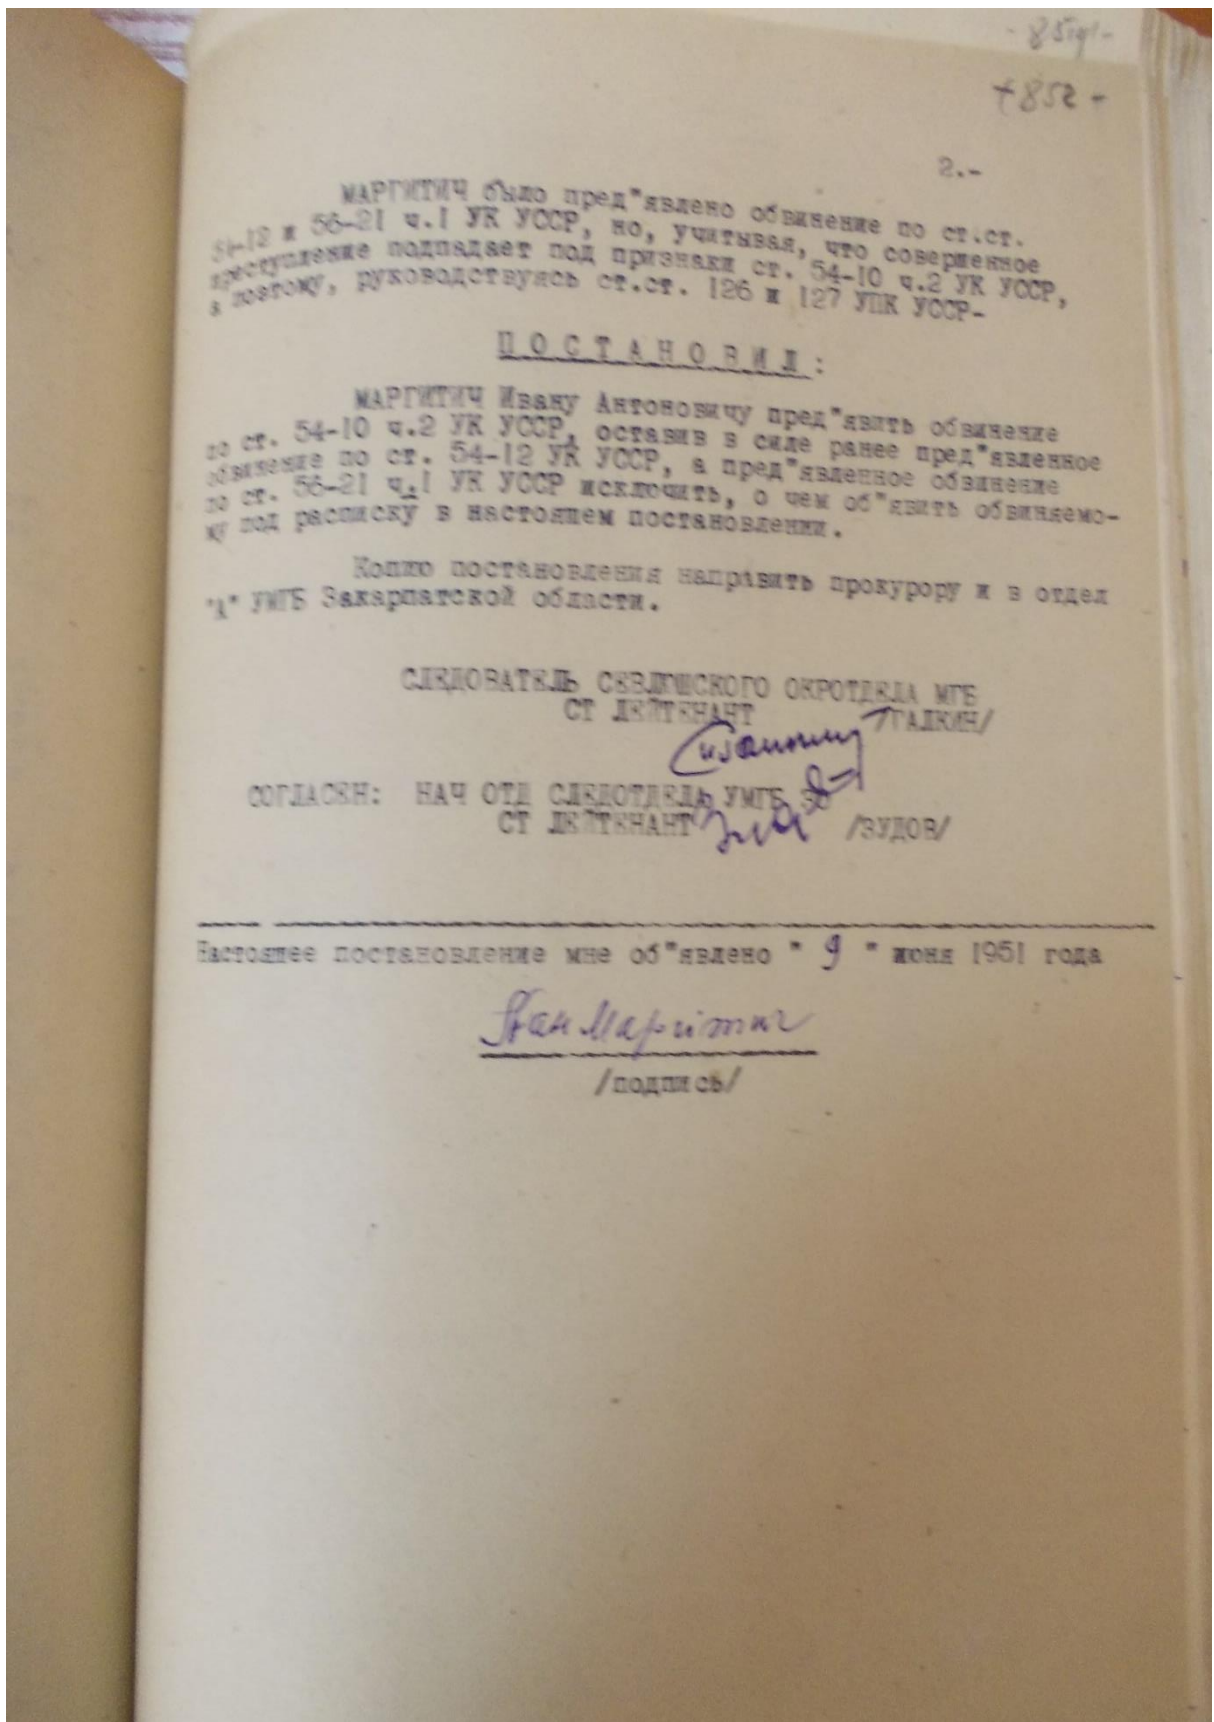 2.-
МАРГИТИЧ было пред"явлено обвинение по ст.ст.
54-12 и 56-21 ч.1 УК УССР, но, учитывая, что совершенное
преступление подпадает под признаки ст. 54-10 ч.2 УК УССР,
а поэтому, руководствуясь ст.ст. 126 и 127 УПК УССР-
ПОСТАНОВИЛ:
МАРГИТИЧ Ивану Антоновичу пред"явить обвинение
по ст. 54-10 ч.2 УК УССР, оставив в силе ранее пред"явленное
обвинение по ст. 54-12 УК УССР, а пред"явленное обвинение
по ст. 56-21 ч.1 УК УССР исключить, о чем об"явить обвиняемо-
му под расписку в настоящем постановлении.
Копию постановления направить прокурору и в отдел
"А" УМГБ Закарпатской области.
СЛЕДОВАТЕЛЬ СЕВЛЮШСКОГО ОКРОТДЕЛА МГБ
СТ ЛЕЙТЕНАНТ /ГАЛКИН/
СОГЛАСЕН: НАЧ ОТД СЛЕДОТДЕЛА УМГБ ЗО
СТ ЛЕЙТЕНАНТ /ЗУДОВ/
Настоящее постановление мне об"явлено " 9 " июня 1951 года
Іван Маргітич
/подпись/